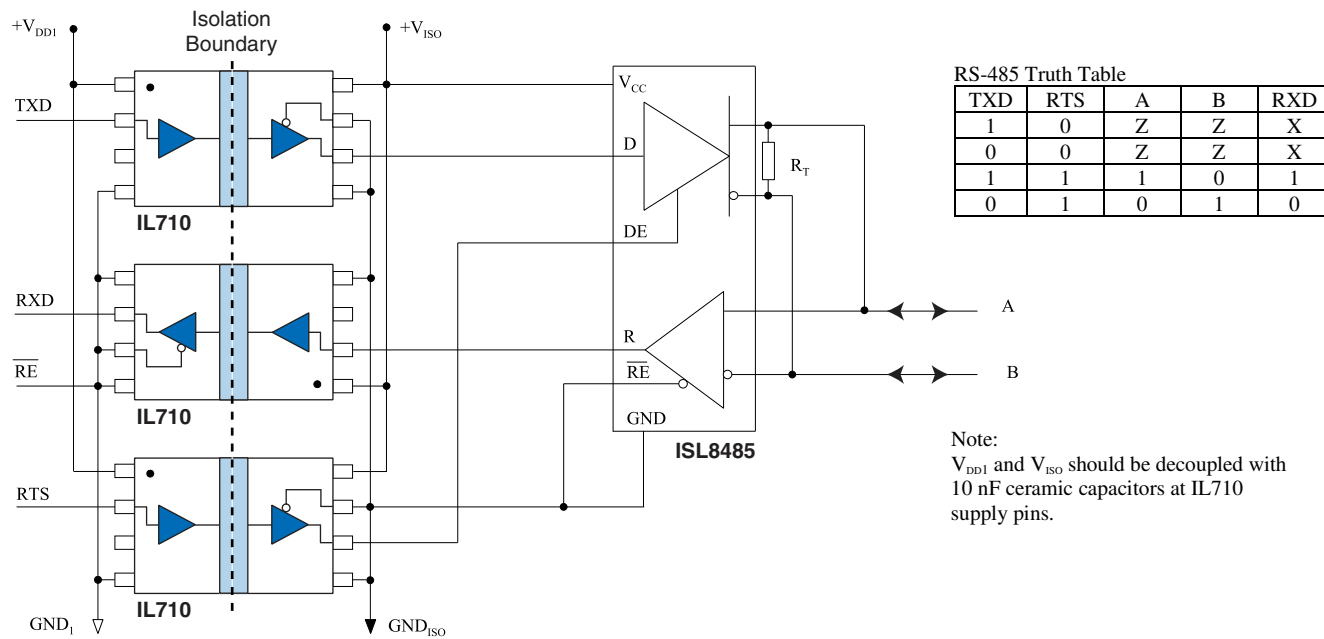 Isolation
Boundary
+V_DD1
+V_ISO
TXD
IL710
RXD
R̅E̅
IL710
RTS
IL710
GND_1
GND_ISO
V_CC
D
DE
R
R̅E̅
GND
ISL8485
R_T
A
B
RS-485 Truth Table
TXD RTS A B RXD
1 0 Z Z X
0 0 Z Z X
1 1 1 0 1
0 1 0 1 0
Note:
V_DD1 and V_ISO should be decoupled with
10 nF ceramic capacitors at IL710
supply pins.